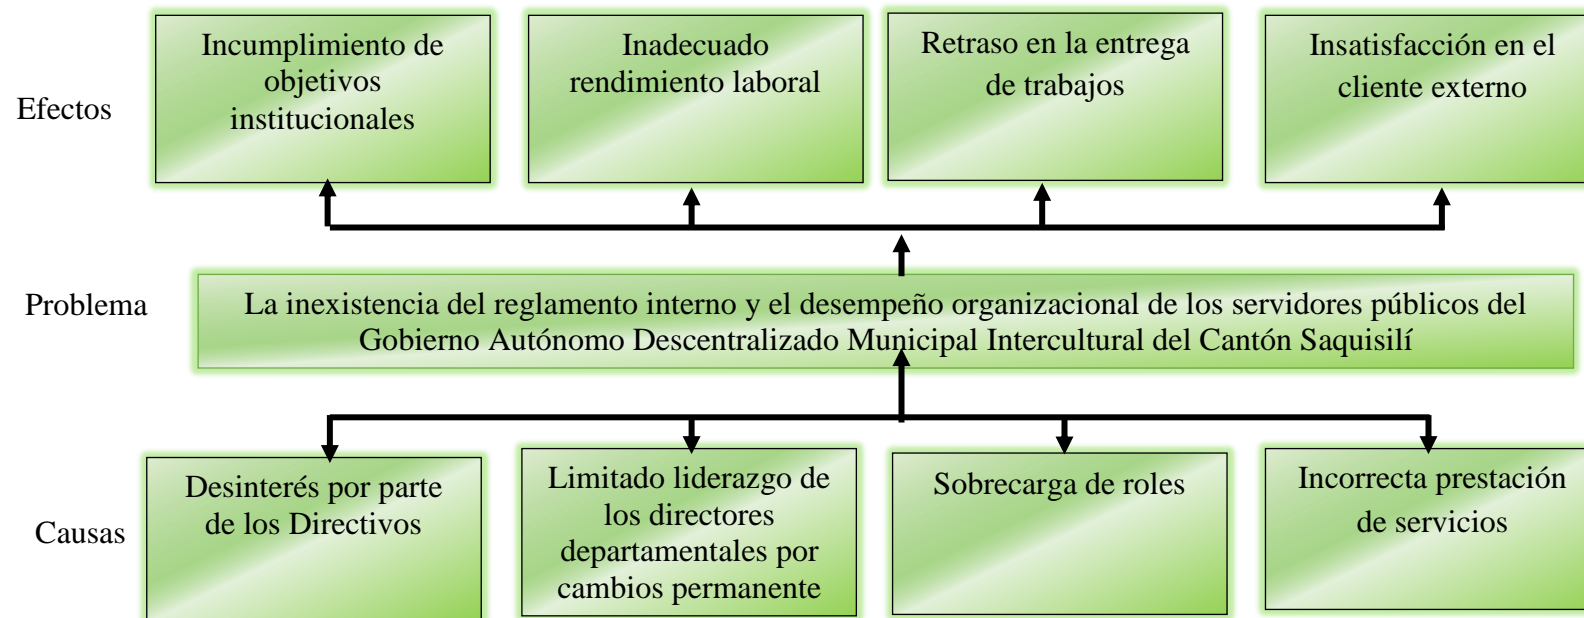 Efectos
Incumplimiento de
objetivos
institucionales
Inadecuado
rendimiento laboral
Retraso en la entrega
de trabajos
Insatisfacción en el
cliente externo
Problema
La inexistencia del reglamento interno y el desempeño organizacional de los servidores públicos del
Gobierno Autónomo Descentralizado Municipal Intercultural del Cantón Saquisilí
Causas
Desinterés por parte
de los Directivos
Limitado liderazgo de
los directores
departamentales por
cambios permanente
Sobrecarga de roles
Incorrecta prestación
de servicios